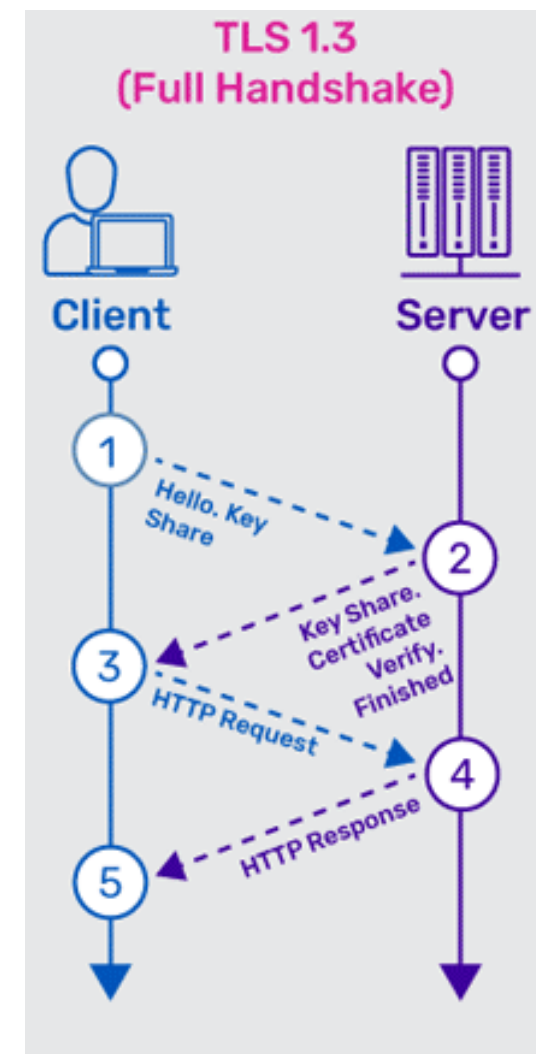 TLS 1.3
(Full Handshake)
Client
Server
1
Hello. Key
Share
2
Key Share.
Certificate
Verify.
Finished
3
HTTP Request
4
HTTP Response
5